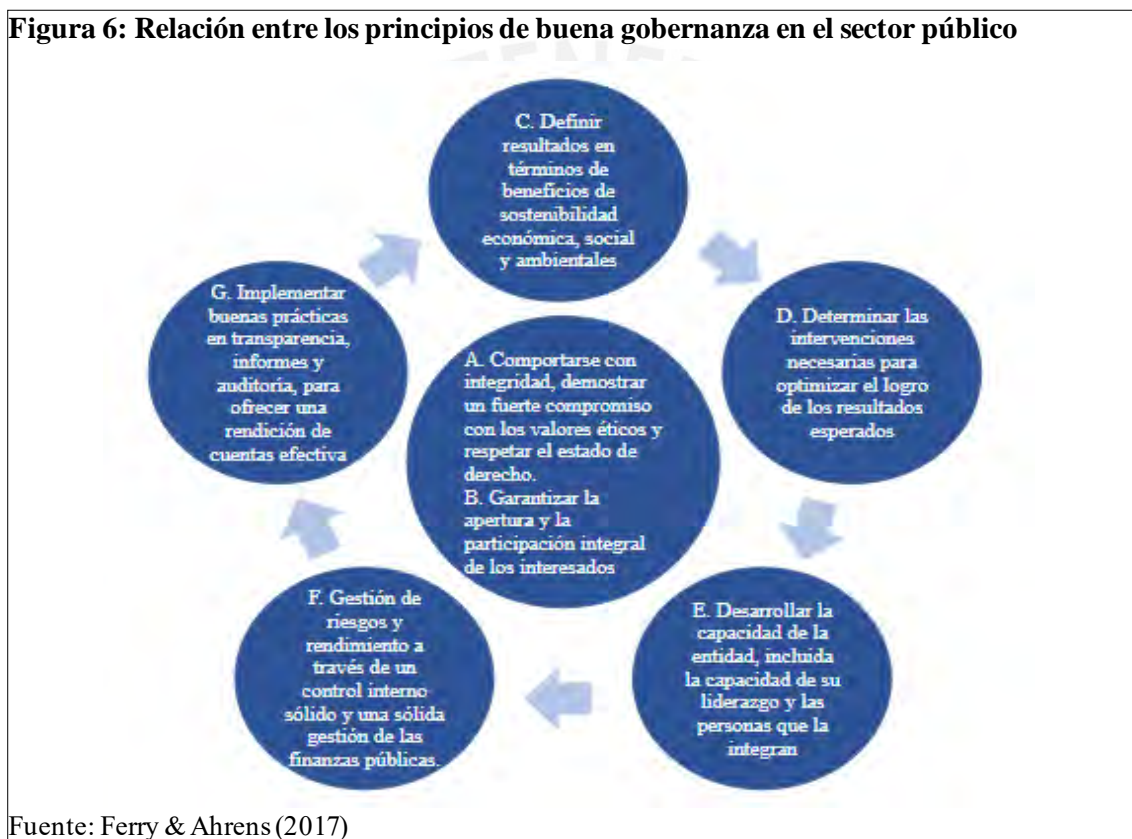 Figura 6: Relación entre los principios de buena gobernanza en el sector público
C. Definir
resultados en
términos de
beneficios de
sostenibilidad
económica, social
y ambientales
G. Implementar
buenas prácticas
en transparencia,
informes y
auditoría, para
ofrecer una
rendición de
cuentas efectiva
D. Determinar las
intervenciones
necesarias para
optimizar el logro
de los resultados
esperados
A. Comportarse con
integridad, demostrar
un fuerte compromiso
con los valores éticos y
respetar el estado de
derecho.
B. Garantizar la
apertura y la
participación integral
de los interesados
F. Gestión de
riesgos y
rendimiento a
través de un
control interno
sólido y una sólida
gestión de las
finanzas públicas.
E. Desarrollar la
capacidad de la
entidad, incluida
la capacidad de su
liderazgo y las
personas que la
integran
Fuente: Ferry & Ahrens (2017)